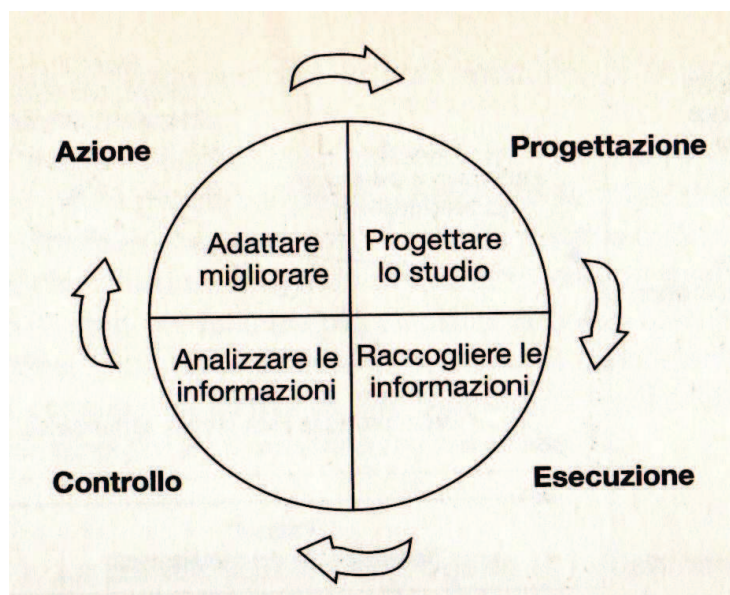 Azione
Progettazione
Adattare
migliorare
Progettare
lo studio
Analizzare le
informazioni
Raccogliere le
informazioni
Controllo
Esecuzione